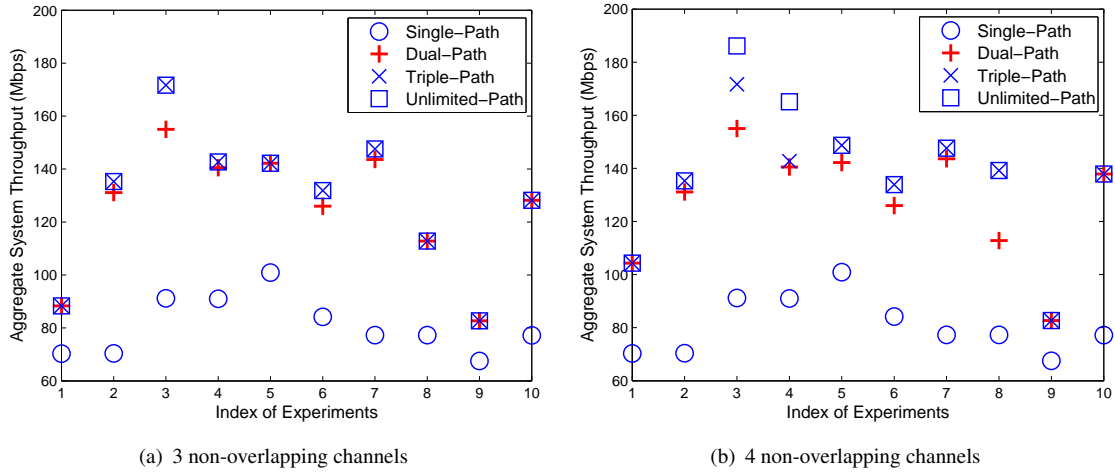 200
180
160
140
120
100
80
60
Aggregate System Throughput (Mbps)
Single−Path
Dual−Path
Triple−Path
Unlimited−Path
1 2 3 4 5 6 7 8 9 10
Index of Experiments
(a) 3 non-overlapping channels
200
180
160
140
120
100
80
60
Aggregate System Throughput (Mbps)
Single−Path
Dual−Path
Triple−Path
Unlimited−Path
1 2 3 4 5 6 7 8 9 10
Index of Experiments
(b) 4 non-overlapping channels